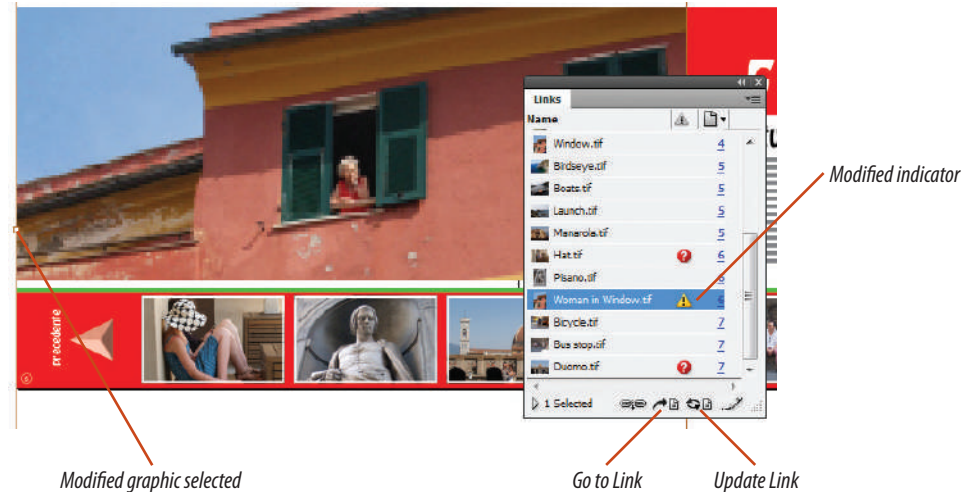 Links
Name
Window.tif 4
Birdseye.tif 5
Boats.tif 5
Launch.tif 5
Manarola.tif 5
Hat.tif 6
Pisano.tif 6
Woman in Window.tif 6
Bicycle.tif 7
Bus stop.tif 7
Duomo.tif 7
1 Selected
precedente
Modified indicator
Modified graphic selected
Go to Link
Update Link